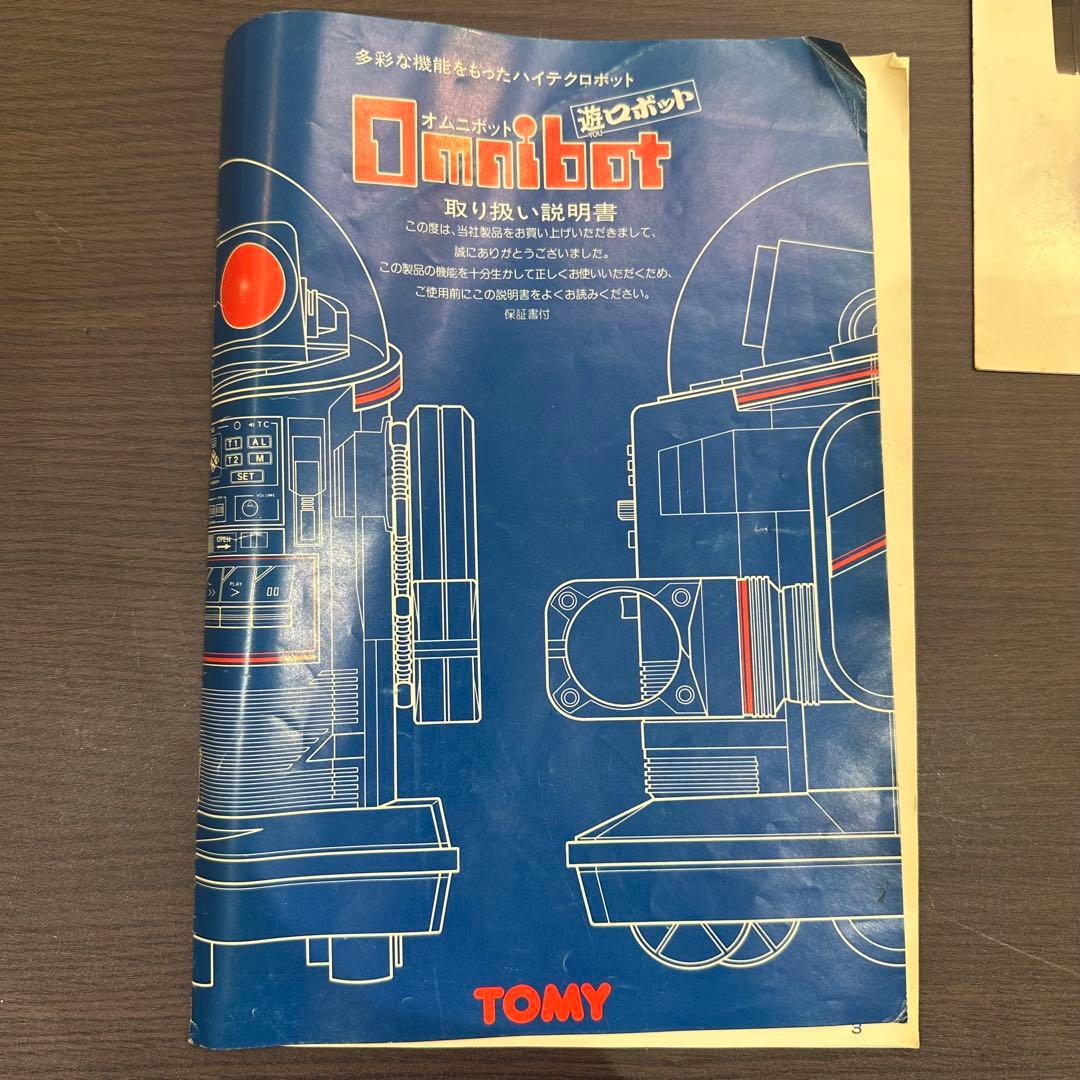 多彩な機能をもったハイテクロボット
遊ロボット
YOU
オムニボット
Omnibot
取り扱い説明書
この度は、当社製品をお買い上げいただきまして、
誠にありがとうございました。
この製品の機能を十分生かして正しくお使いいただくため、
ご使用前にこの説明書をよくお読みください。
保証書付
TC
T1 AL
T2 M
SET
VOLUME
OPEN
PLAY
TOMY
3